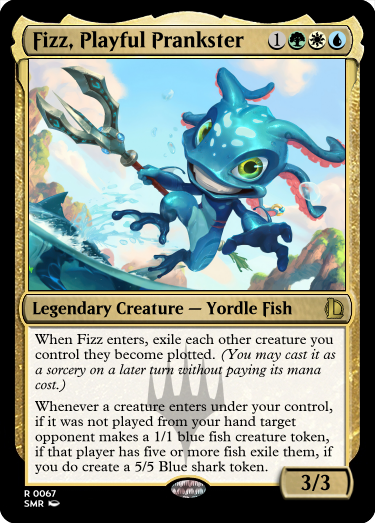 Fizz, Playful Prankster 1
Legendary Creature — Yordle Fish
When Fizz enters, exile each other creature you
control they become plotted. (You may cast it as
a sorcery on a later turn without paying its mana
cost.)
Whenever a creature enters under your control,
if it was not played from your hand target
opponent makes a 1/1 blue fish creature token,
if that player has five or more fish exile them, if
you do create a 5/5 Blue shark token.
3/3
R 0067
SMR